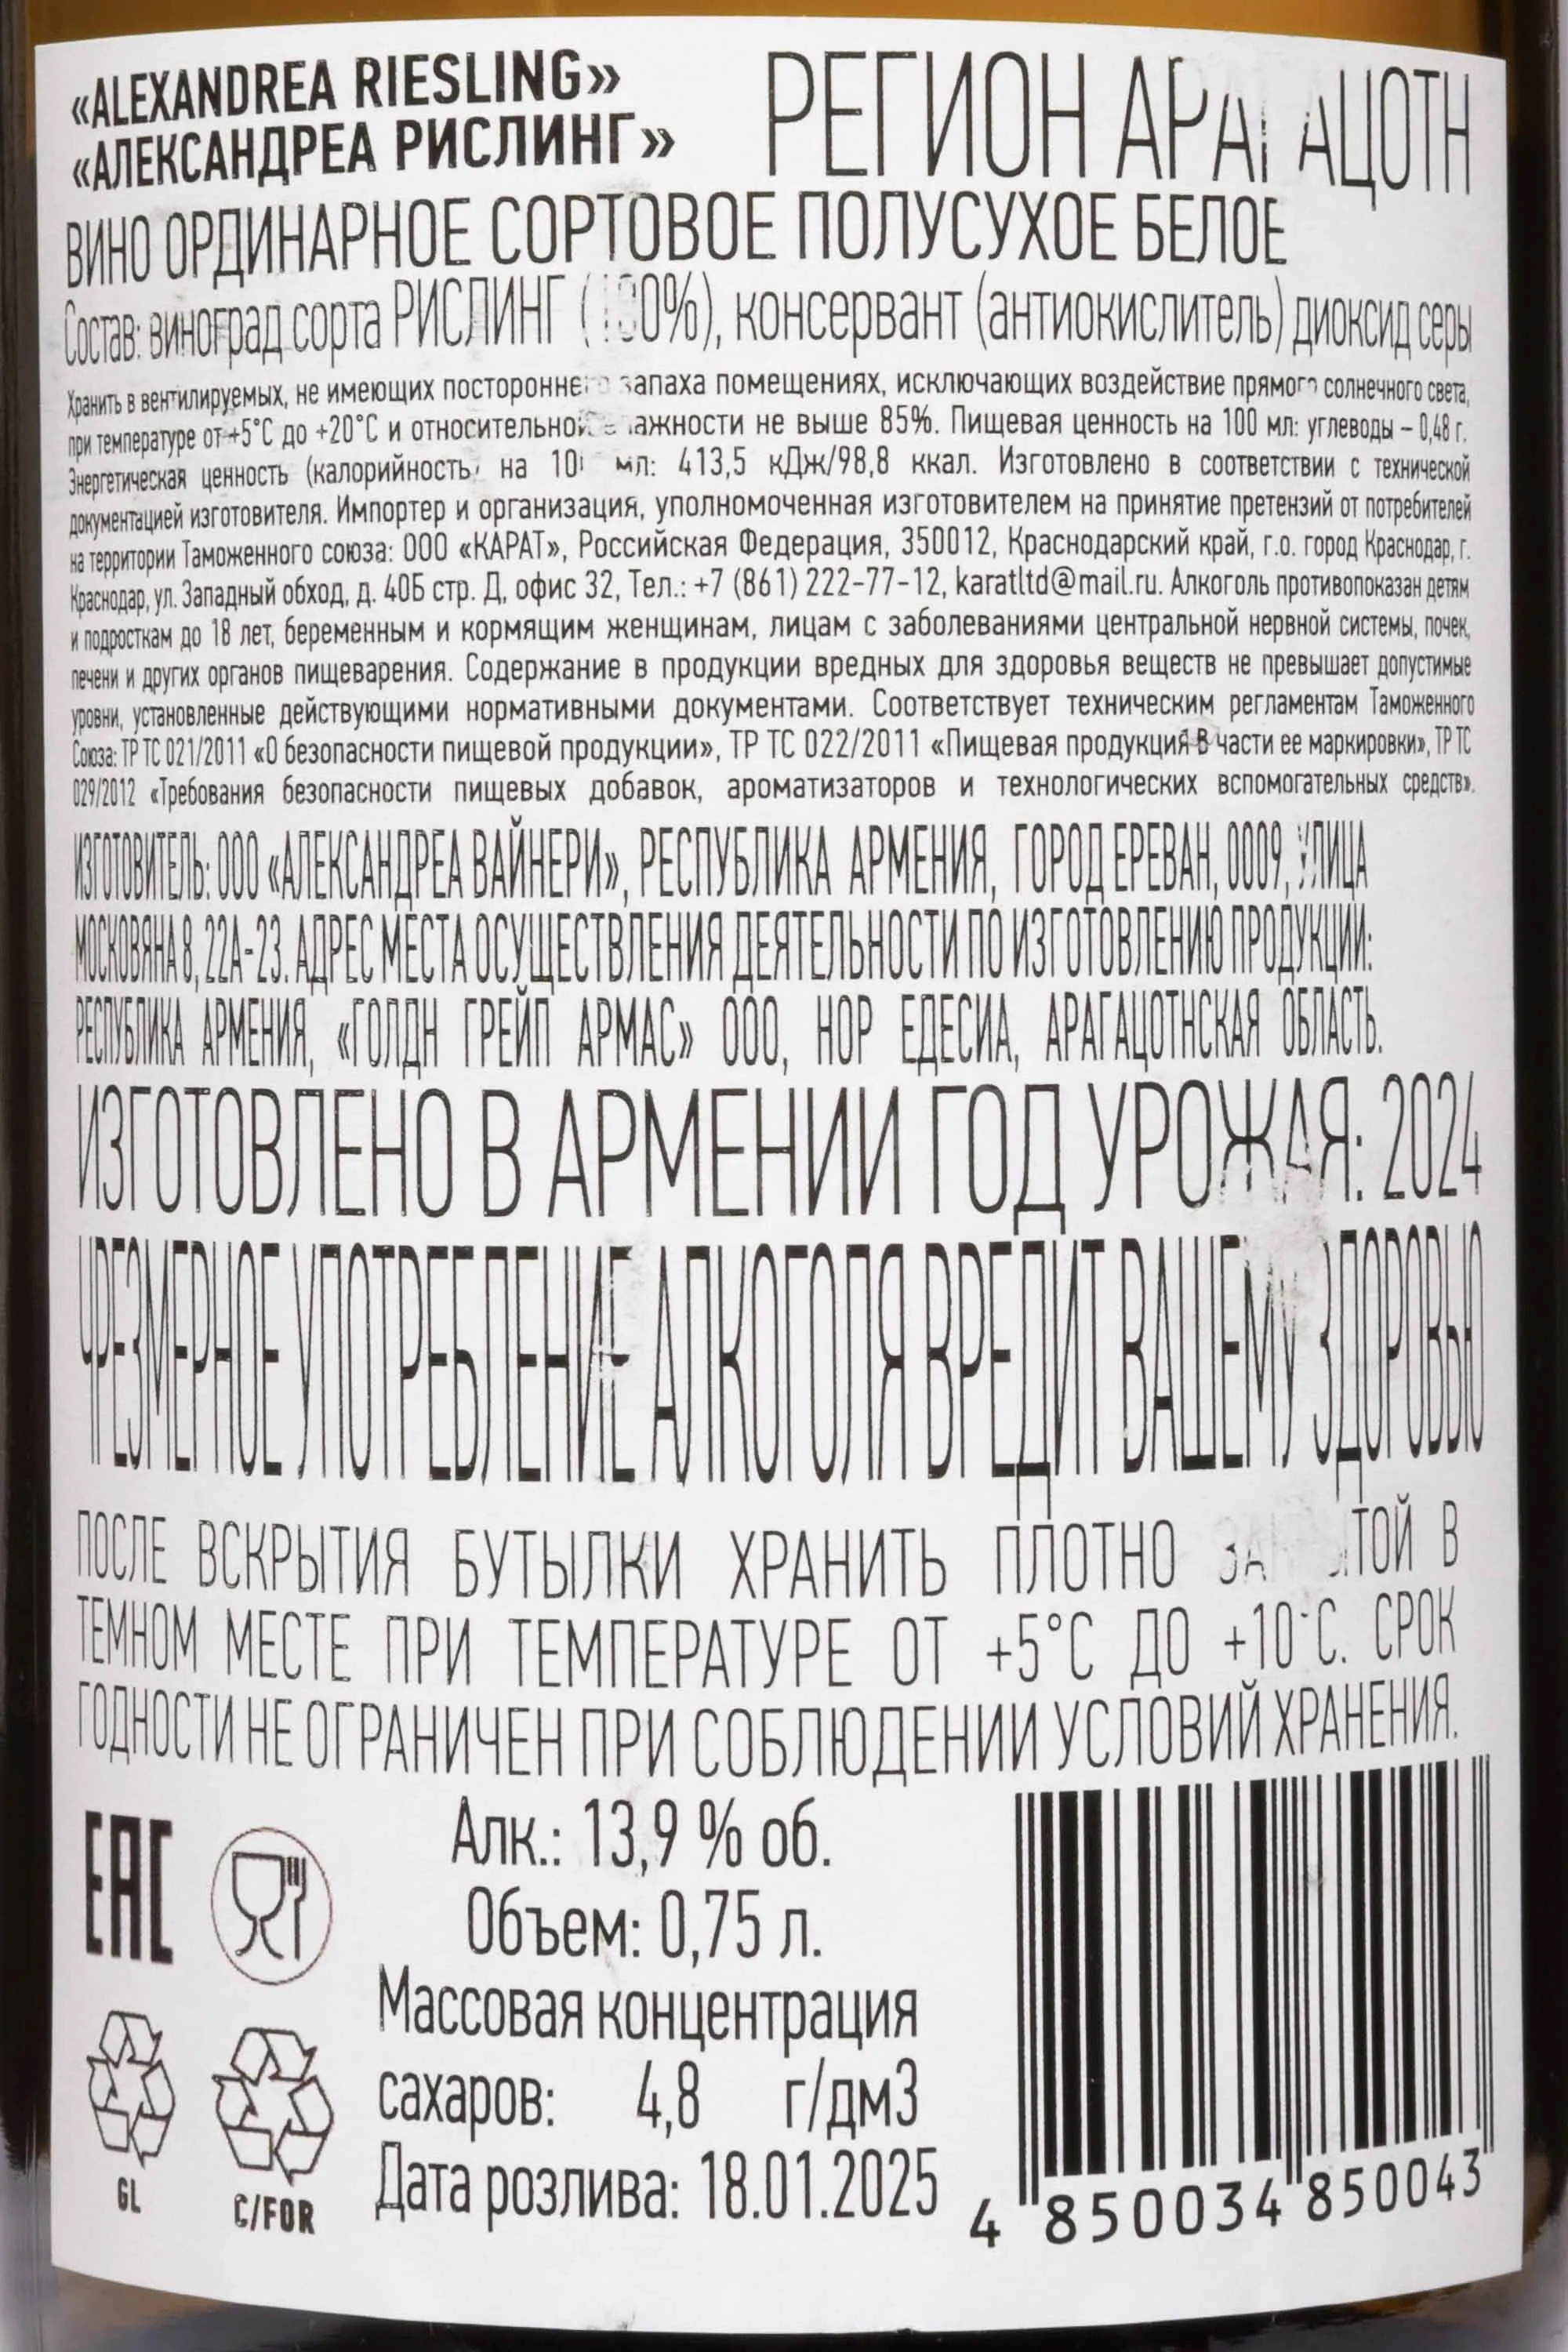 «ALEXANDREA RIESLING»
«АЛЕКСАНДРЕА РИСЛИНГ»
РЕГИОН АРАГАЦОТН
ВИНО ОРДИНАРНОЕ СОРТОВОЕ ПОЛУСУХОЕ БЕЛОЕ
Состав: виноград сорта РИСЛИНГ (100%), консервант (антиокислитель) диоксид серы
Хранить в вентилируемых, не имеющих постороннего запаха помещениях, исключающих воздействие прямого солнечного света,
при температуре от +5°С до +20°С и относительной влажности не выше 85%. Пищевая ценность на 100 мл: углеводы – 0,48 г.
Энергетическая ценность (калорийность) на 100 мл: 413,5 кДж/98,8 ккал. Изготовлено в соответствии с технической
документацией изготовителя. Импортер и организация, уполномоченная изготовителем на принятие претензий от потребителей
на территории Таможенного союза: ООО «КАРАТ», Российская Федерация, 350012, Краснодарский край, г.о. город Краснодар, г.
Краснодар, ул. Западный обход, д. 40Б стр. Д, офис 32, Тел.: +7 (861) 222-77-12, karatltd@mail.ru. Алкоголь противопоказан детям
и подросткам до 18 лет, беременным и кормящим женщинам, лицам с заболеваниями центральной нервной системы, почек,
печени и других органов пищеварения. Содержание в продукции вредных для здоровья веществ не превышает допустимые
уровни, установленные действующими нормативными документами. Соответствует техническим регламентам Таможенного
Союза: ТР ТС 021/2011 «О безопасности пищевой продукции», ТР ТС 022/2011 «Пищевая продукция в части ее маркировки», ТР ТС
029/2012 «Требования безопасности пищевых добавок, ароматизаторов и технологических вспомогательных средств».
ИЗГОТОВИТЕЛЬ: ООО «АЛЕКСАНДРЕА ВАЙНЕРИ», РЕСПУБЛИКА АРМЕНИЯ, ГОРОД ЕРЕВАН, 0009, УЛИЦА
МОСКОВЯНА 8, 22А-23. АДРЕС МЕСТА ОСУЩЕСТВЛЕНИЯ ДЕЯТЕЛЬНОСТИ ПО ИЗГОТОВЛЕНИЮ ПРОДУКЦИИ:
РЕСПУБЛИКА АРМЕНИЯ, «ГОЛДН ГРЕЙП АРМАС» ООО, НОР ЕДЕСИА, АРАГАЦОТНСКАЯ ОБЛАСТЬ.
ИЗГОТОВЛЕНО В АРМЕНИИ ГОД УРОЖАЯ: 2024
ЧРЕЗМЕРНОЕ УПОТРЕБЛЕНИЕ АЛКОГОЛЯ ВРЕДИТ ВАШЕМУ ЗДОРОВЬЮ
ПОСЛЕ ВСКРЫТИЯ БУТЫЛКИ ХРАНИТЬ ПЛОТНО ЗАКРЫТОЙ В
ТЕМНОМ МЕСТЕ ПРИ ТЕМПЕРАТУРЕ ОТ +5°С ДО +10°С. СРОК
ГОДНОСТИ НЕ ОГРАНИЧЕН ПРИ СОБЛЮДЕНИИ УСЛОВИЙ ХРАНЕНИЯ.
EAC
Алк.: 13,9 % об.
Объем: 0,75 л.
Массовая концентрация
сахаров: 4,8 г/дм3
Дата розлива: 18.01.2025
GL
C/FOR
4 850034 850043